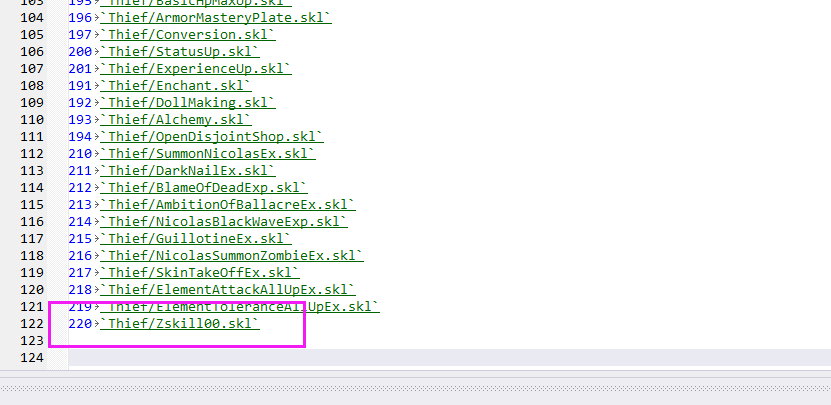 103 195 `Thief/BasicHpMaxUp.skl`
104 196 `Thief/ArmorMasteryPlate.skl`
105 197 `Thief/Conversion.skl`
106 200 `Thief/StatusUp.skl`
107 201 `Thief/ExperienceUp.skl`
108 191 `Thief/Enchant.skl`
109 192 `Thief/DollMaking.skl`
110 193 `Thief/Alchemy.skl`
111 194 `Thief/OpenDisjointShop.skl`
112 210 `Thief/SummonNicolasEx.skl`
113 211 `Thief/DarkNailEx.skl`
114 212 `Thief/BlameOfDeadExp.skl`
115 213 `Thief/AmbitionOfBallacreEx.skl`
116 214 `Thief/NicolasBlackWaveExp.skl`
117 215 `Thief/GuillotineEx.skl`
118 216 `Thief/NicolasSummonZombieEx.skl`
119 217 `Thief/SkinTakeOffEx.skl`
120 218 `Thief/ElementAttackAllUpEx.skl`
121 219 `Thief/ElementToleranceAllUpEx.skl`
122 220 `Thief/Zskill00.skl`
123
124